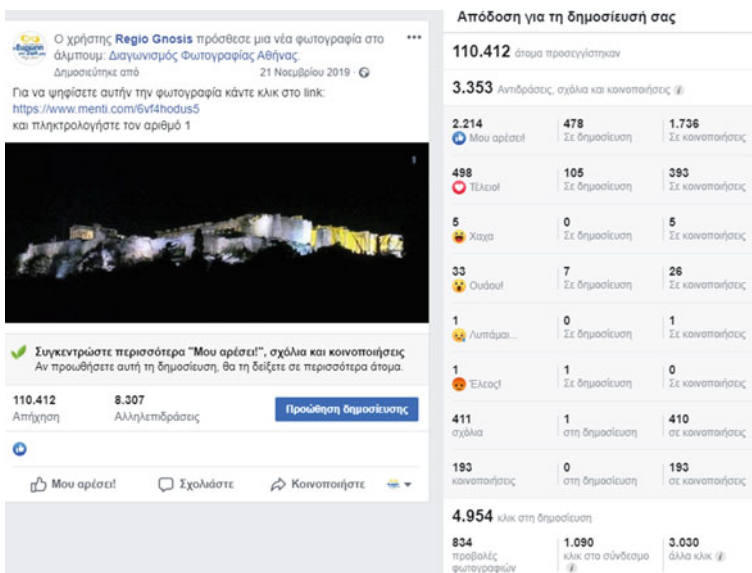 Ο χρήστης Regio Gnosis πρόσθεσε μια νέα φωτογραφία στο
άλμπουμ: Διαγωνισμός Φωτογραφίας Αθήνας.
Δημοσιεύτηκε από 21 Νοεμβρίου 2019 ·
Για να ψηφίσετε αυτήν την φωτογραφία κάντε κλικ στο link:
https://www.menti.com/6vf4hodus5
και πληκτρολογήστε τον αριθμό 1
1
Συγκεντρώστε περισσότερα "Μου αρέσει!", σχόλια και κοινοποιήσεις
Αν προωθήσετε αυτή τη δημοσίευση, θα τη δείξετε σε περισσότερα άτομα.
110.412 8.307
Απήχηση Αλληλεπιδράσεις
Προώθηση δημοσίευσης
Μου αρέσει! Σχολιάστε Κοινοποιήστε
Απόδοση για τη δημοσίευσή σας
110.412 άτομα προσεγγίστηκαν
3.353 Αντιδράσεις, σχόλια και κοινοποιήσεις
2.214 478 1.736
Μου αρέσει! Σε δημοσίευση Σε κοινοποιήσεις
498 105 393
Τέλειο! Σε δημοσίευση Σε κοινοποιήσεις
5 0 5
Χαχα Σε δημοσίευση Σε κοινοποιήσεις
33 7 26
Ουάου! Σε δημοσίευση Σε κοινοποιήσεις
1 0 1
Λυπάμαι... Σε δημοσίευση Σε κοινοποιήσεις
1 1 0
Έλεος! Σε δημοσίευση Σε κοινοποιήσεις
411 1 410
σχόλια στη δημοσίευση σε κοινοποιήσεις
193 0 193
κοινοποιήσεις στη δημοσίευση σε κοινοποιήσεις
4.954 κλικ στη δημοσίευση
834 1.090 3.030
προβολές κλικ στο σύνδεσμο άλλα κλικ
φωτογραφιών